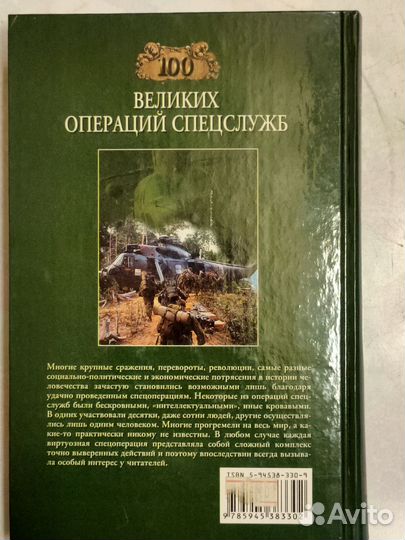 100
ВЕЛИКИХ
ОПЕРАЦИЙ СПЕЦСЛУЖБ
Многие крупные сражения, перевороты, революции, самые разные
социально-политические и экономические потрясения в истории че-
ловечества зачастую становились возможными лишь благодаря
удачно проведенным спецоперациям. Некоторые из операций спец-
служб были бескровными, «интеллектуальными», иные кровавыми.
В одних участвовали десятки, даже сотни людей, другие осуществля-
лись лишь одним человеком. Многие прогремели на весь мир, а ка-
кие-то практически никому не известны. В любом случае каждая
виртуозная спецоперация представляла собой сложный комплекс
точно выверенных действий и поэтому впоследствии всегда вызыва-
ла особый интерес у читателей.
ISBN 5-94538-330-9
9 785945 383302
Avito